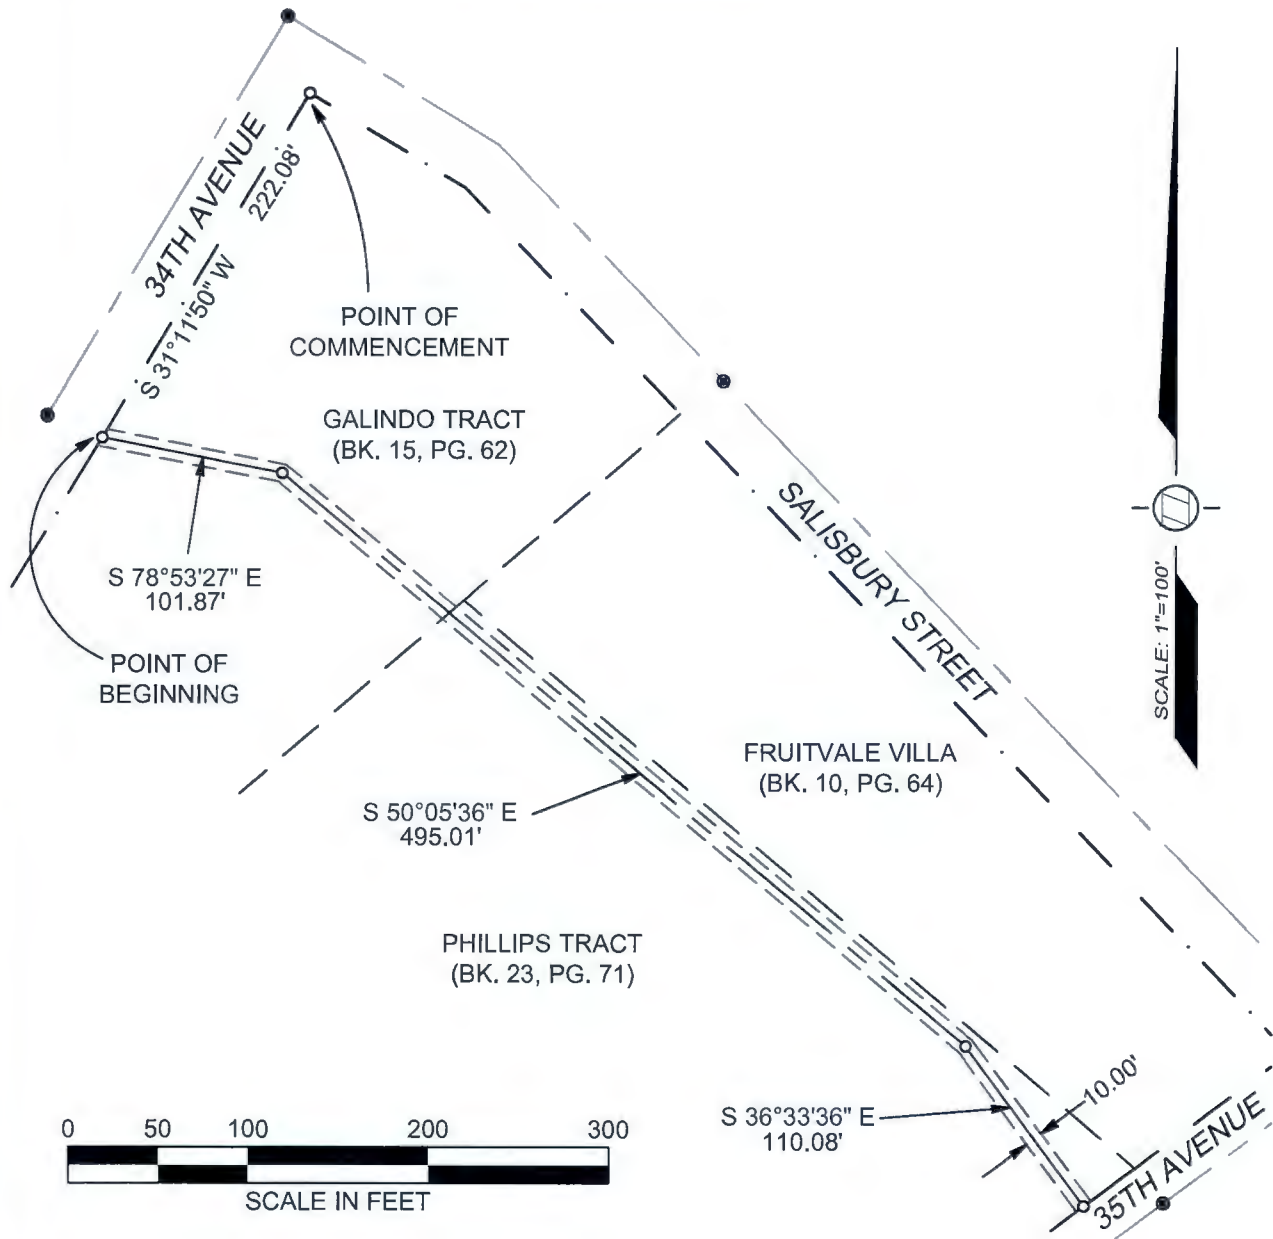 34TH AVENUE
222.08'
S 31°11'50" W
POINT OF
COMMENCEMENT
GALINDO TRACT
(BK. 15, PG. 62)
S 78°53'27" E
101.87'
POINT OF
BEGINNING
SALISBURY STREET
SCALE: 1"=100'
FRUITVALE VILLA
(BK. 10, PG. 64)
S 50°05'36" E
495.01'
PHILLIPS TRACT
(BK. 23, PG. 71)
S 36°33'36" E
110.08'
10.00'
35TH AVENUE
0 50 100 200 300
SCALE IN FEET